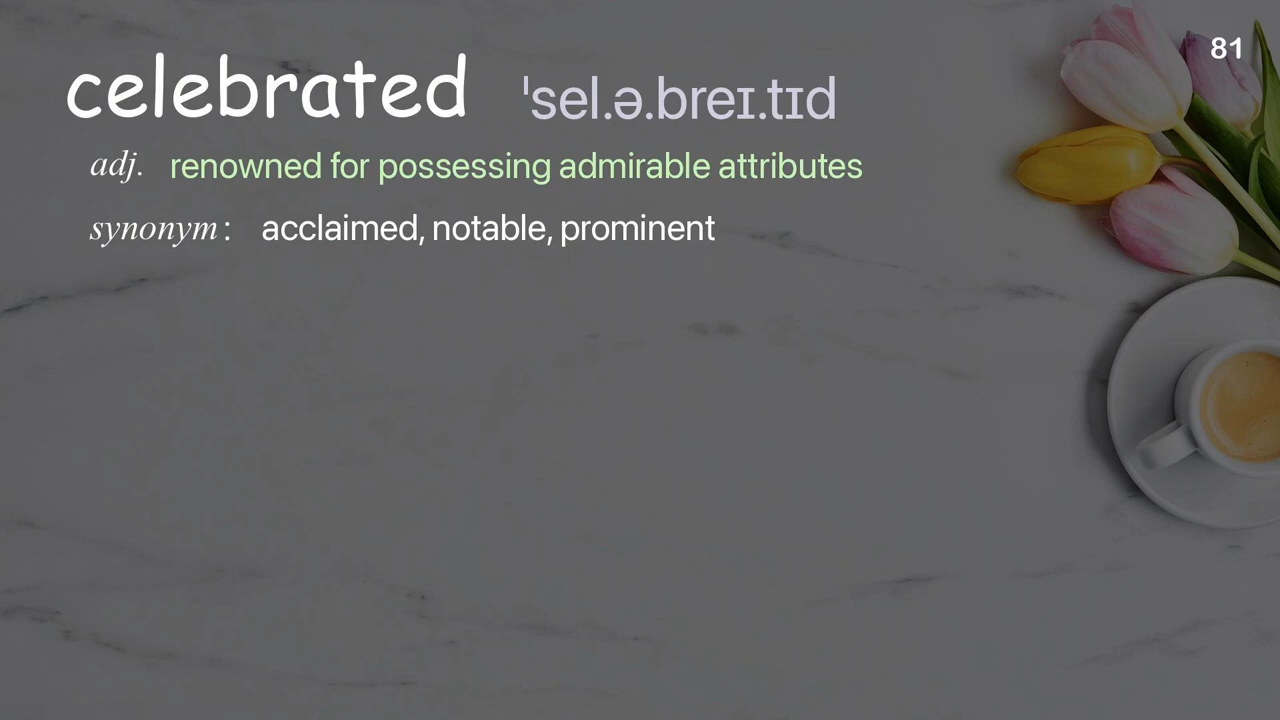 81
celebrated ˈsel.ə.breɪ.tɪd
adj. renowned for possessing admirable attributes
synonym: acclaimed, notable, prominent